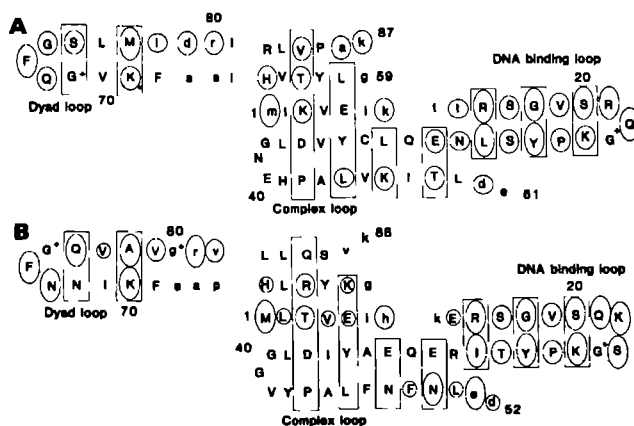 A
80
87
G S L M i d r I R L V P a k
F
Q G+ V K F a a I H V T Y L g 59
DNA binding loop
20
Dyad loop
70
1 m I K V E I k t t R S G V S R
Q
G L D V Y C L Q E N L S Y P K G+
N
E H P A L V K I T L d e 51
40
Complex loop
B
80
88
L L Q S v k
G+ Q V A V g+ r v
F
N N I K F e a p H L R Y K g
DNA binding loop
20
Dyad loop
70
1 M L T V E I h k E R S G V S Q K
40
G L D I Y A E Q E R I T Y P K G+ S
G
V Y P A L F N F N L e d
52
Complex loop